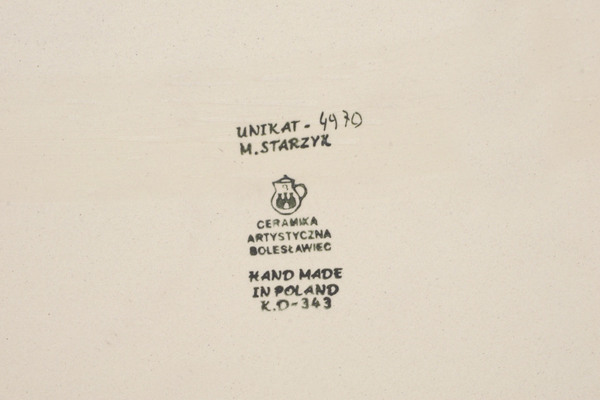 UNIKAT - 4970
M. STARZYK
CERAMIKA
ARTYSTYCZNA
BOLESŁAWIEC
HAND MADE
IN POLAND
K.D-343